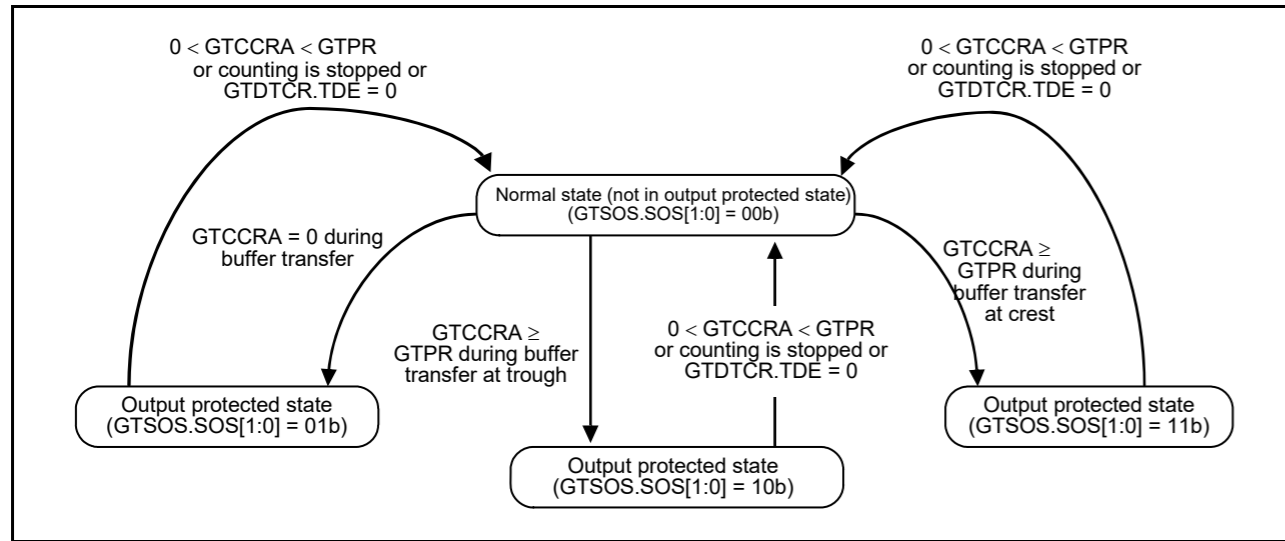 0 < GTCCRA < GTPR
or counting is stopped or
GTDTCR.TDE = 0
0 < GTCCRA < GTPR
or counting is stopped or
GTDTCR.TDE = 0
Normal state (not in output protected state)
(GTSOS.SOS[1:0] = 00b)
GTCCRA = 0 during
buffer transfer
GTCCRA ≥
GTPR during
buffer transfer
at crest
GTCCRA ≥
GTPR during buffer
transfer at trough
0 < GTCCRA < GTPR
or counting is stopped or
GTDTCR.TDE = 0
Output protected state
(GTSOS.SOS[1:0] = 01b)
Output protected state
(GTSOS.SOS[1:0] = 11b)
Output protected state
(GTSOS.SOS[1:0] = 10b)